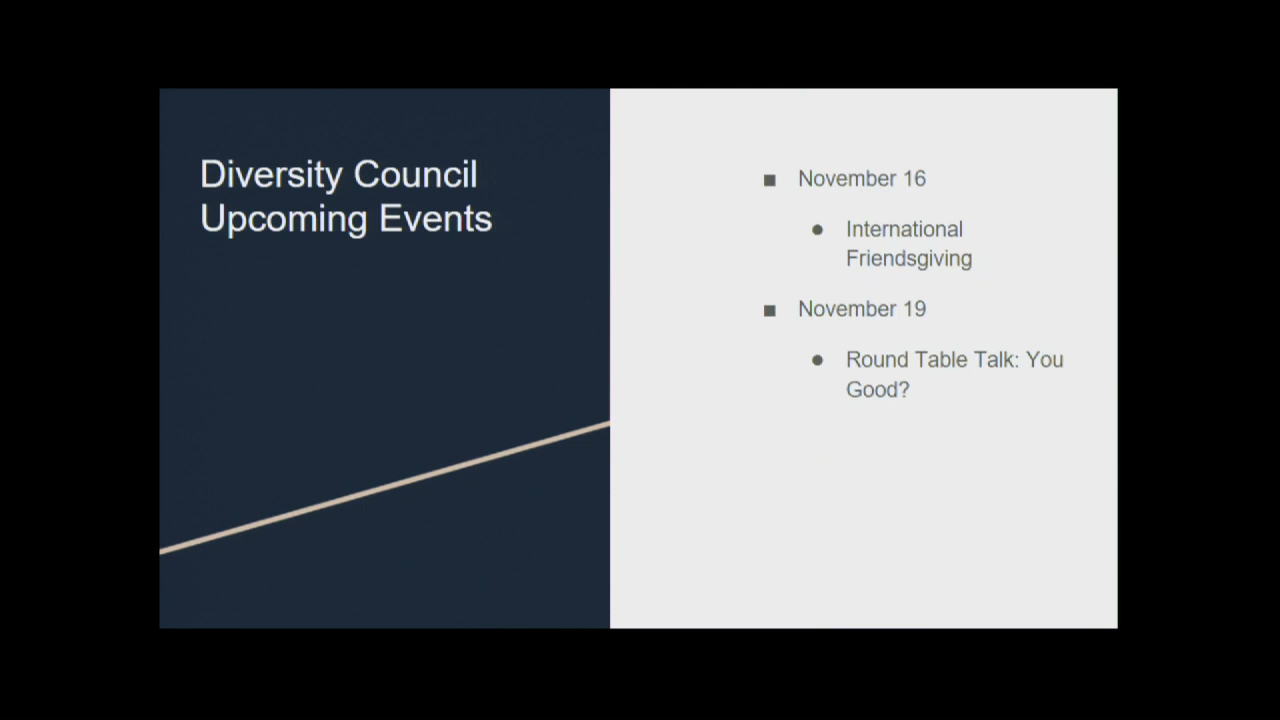 Diversity Council
Upcoming Events
November 16
International
Friendsgiving
November 19
Round Table Talk: You
Good?